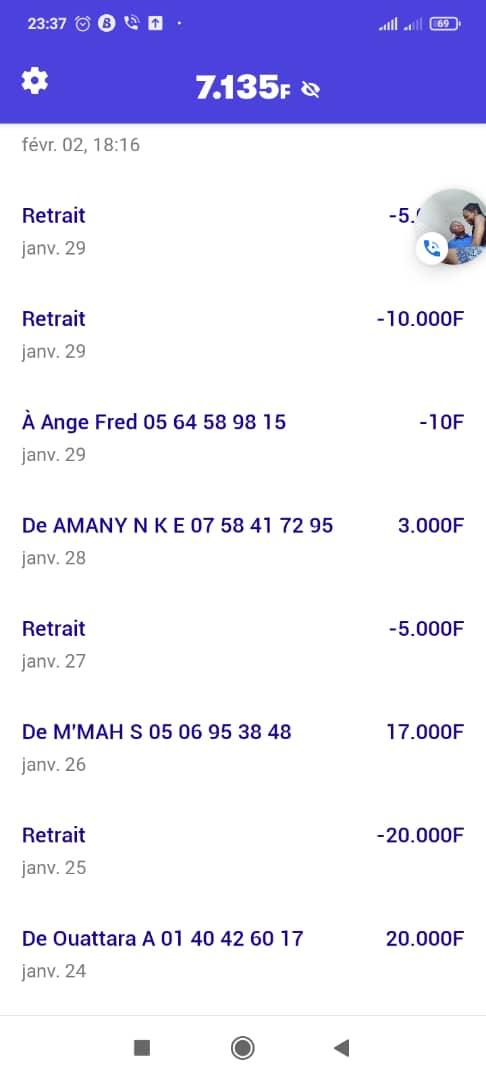 23:37
69
7.135F
févr. 02, 18:16
Retrait
janv. 29
Retrait -10.000F
janv. 29
À Ange Fred 05 64 58 98 15 -10F
janv. 29
De AMANY N K E 07 58 41 72 95 3.000F
janv. 28
Retrait -5.000F
janv. 27
De M'MAH S 05 06 95 38 48 17.000F
janv. 26
Retrait -20.000F
janv. 25
De Ouattara A 01 40 42 60 17 20.000F
janv. 24